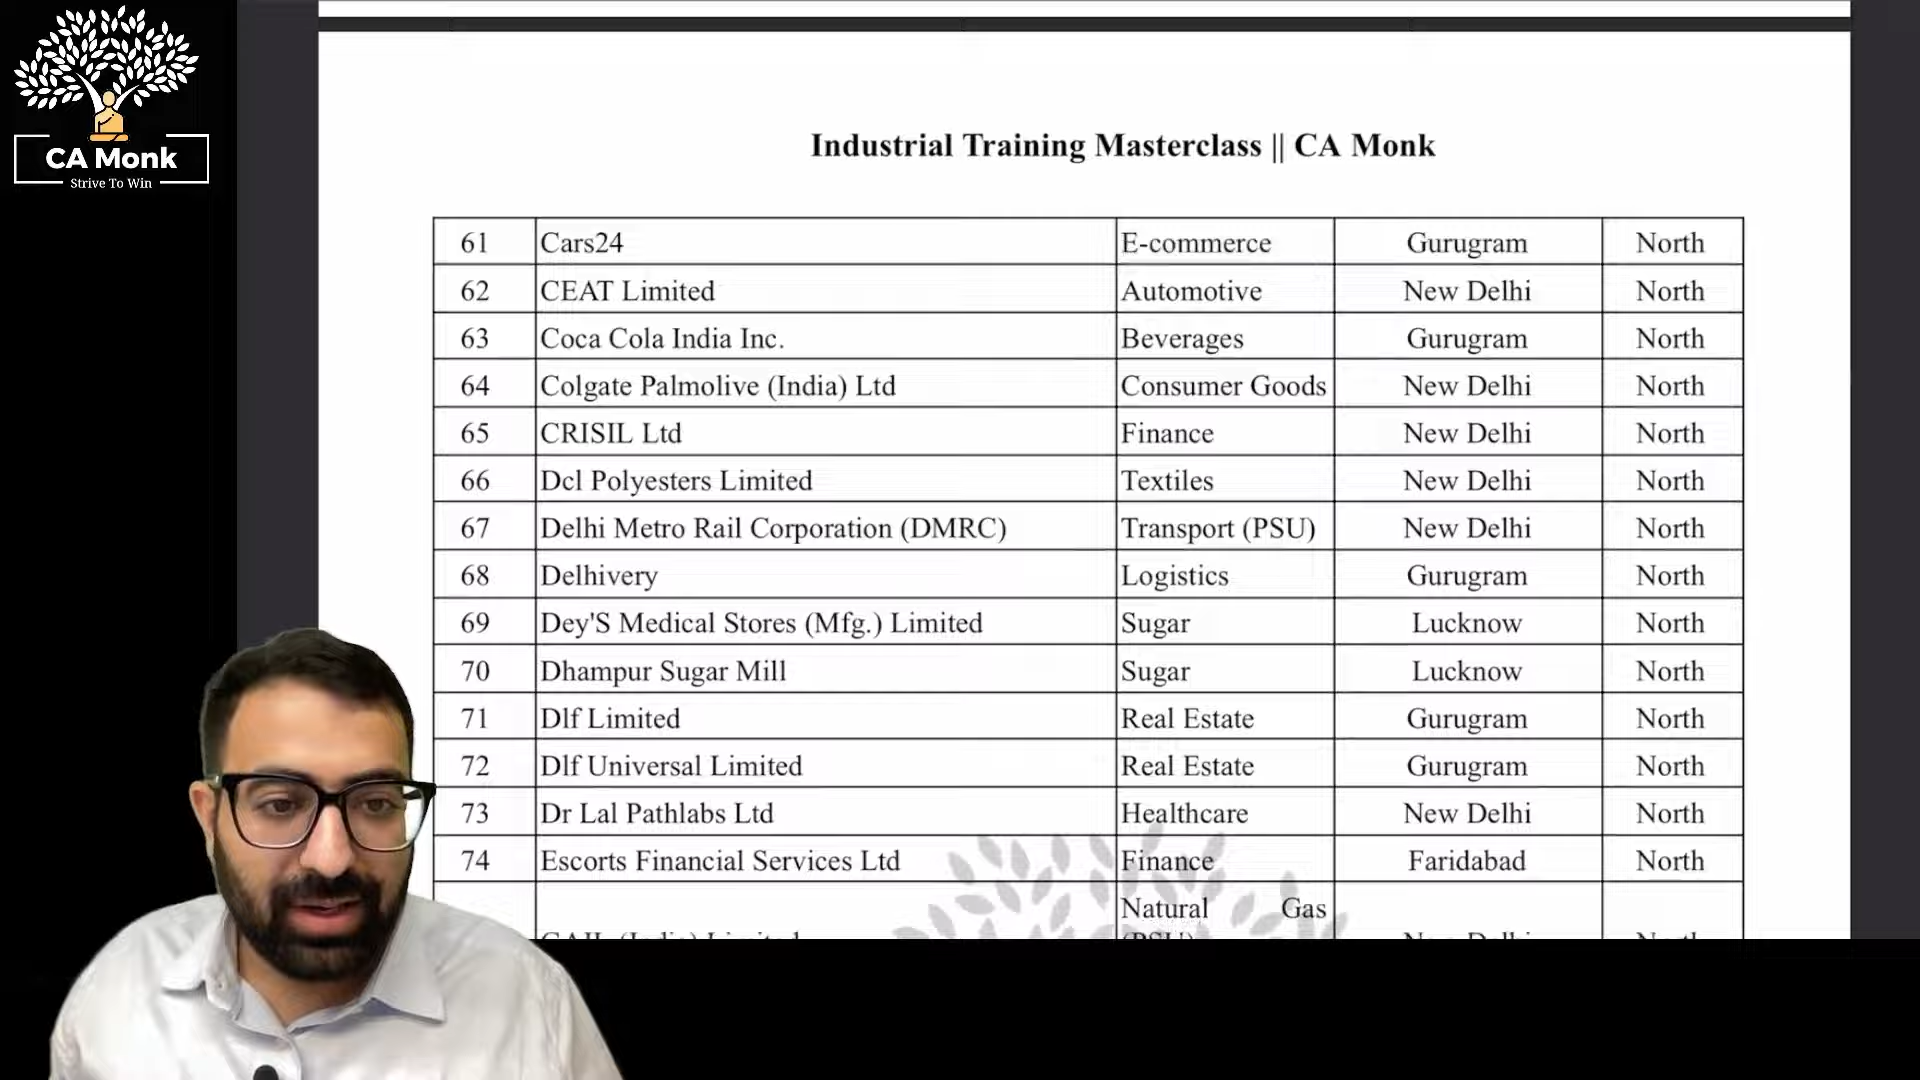 CA Monk
Strive To Win
Industrial Training Masterclass || CA Monk
61 Cars24 E-commerce Gurugram North
62 CEAT Limited Automotive New Delhi North
63 Coca Cola India Inc. Beverages Gurugram North
64 Colgate Palmolive (India) Ltd Consumer Goods New Delhi North
65 CRISIL Ltd Finance New Delhi North
66 Dcl Polyesters Limited Textiles New Delhi North
67 Delhi Metro Rail Corporation (DMRC) Transport (PSU) New Delhi North
68 Delhivery Logistics Gurugram North
69 Dey'S Medical Stores (Mfg.) Limited Sugar Lucknow North
70 Dhampur Sugar Mill Sugar Lucknow North
71 Dlf Limited Real Estate Gurugram North
72 Dlf Universal Limited Real Estate Gurugram North
73 Dr Lal Pathlabs Ltd Healthcare New Delhi North
74 Escorts Financial Services Ltd Finance Faridabad North
Natural Gas